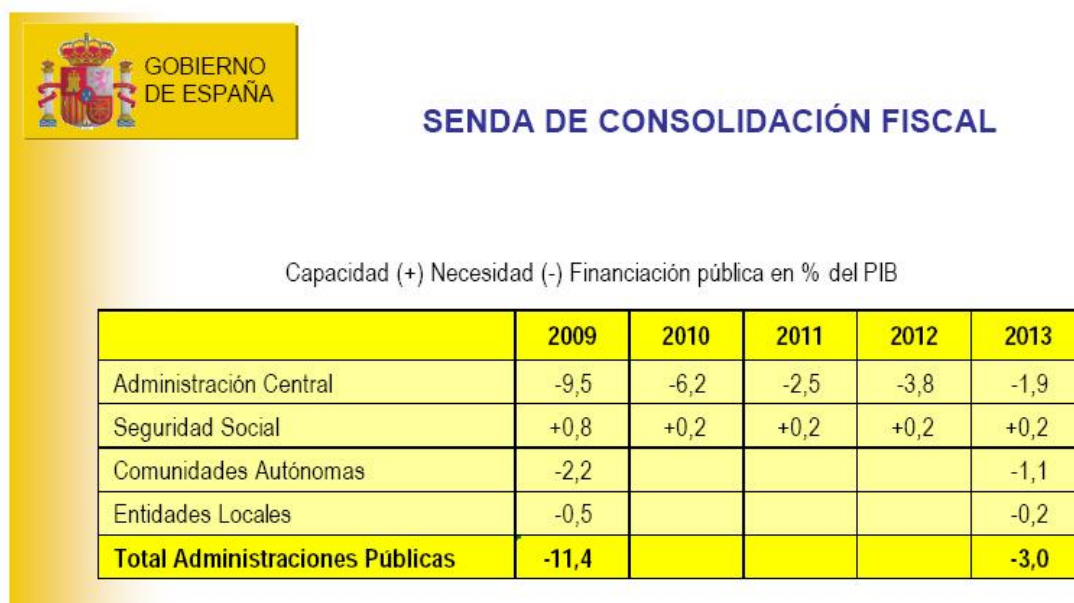 GOBIERNO
DE ESPAÑA
SENDA DE CONSOLIDACIÓN FISCAL
Capacidad (+) Necesidad (-) Financiación pública en % del PIB
2009 2010 2011 2012 2013
Administración Central -9,5 -6,2 -2,5 -3,8 -1,9
Seguridad Social +0,8 +0,2 +0,2 +0,2 +0,2
Comunidades Autónomas -2,2 -1,1
Entidades Locales -0,5 -0,2
Total Administraciones Públicas -11,4 -3,0